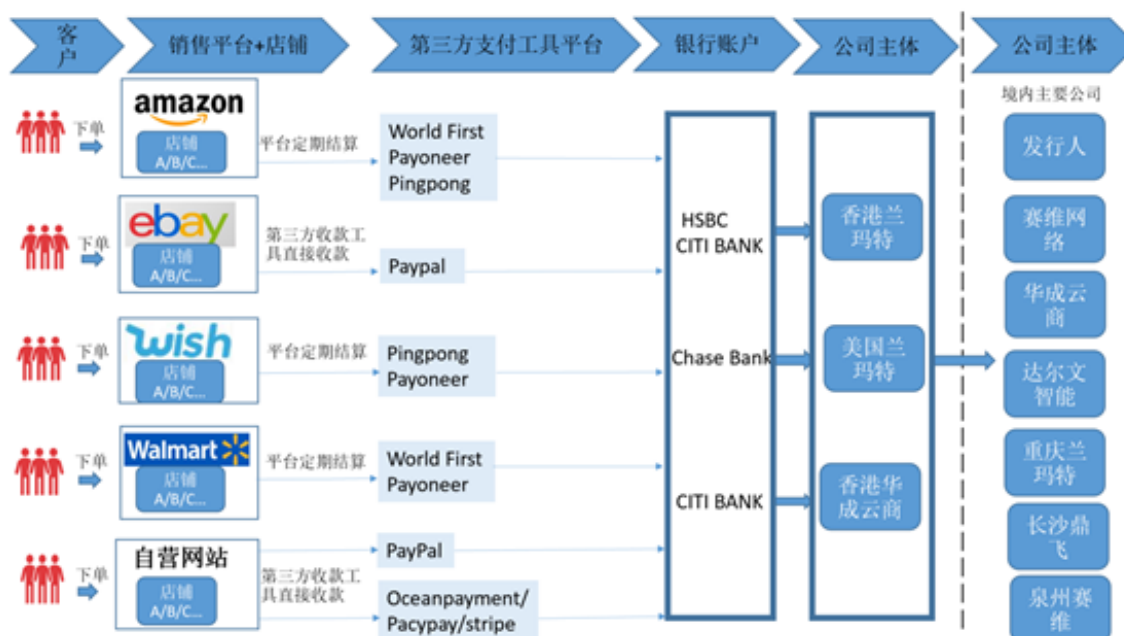 客
户
销售平台+店铺
第三方支付工具平台
银行账户
公司主体
公司主体
境内主要公司
下单
amazon
店铺
A/B/C...
平台定期结算
World First
Payoneer
Pingpong
下单
ebay
店铺
A/B/C...
第三方收款工
具直接收款
Paypal
下单
wish
店铺
A/B/C...
平台定期结算
Pingpong
Payoneer
下单
Walmart
店铺
A/B/C...
平台定期结算
World First
Payoneer
下单
自营网站
店铺
A/B/C...
第三方收款工
具直接收款
PayPal
Oceanpayment/
Pacypay/stripe
HSBC
CITI BANK
Chase Bank
CITI BANK
香港兰
玛特
美国兰
玛特
香港华
成云商
发行人
赛维网
络
华成云
商
达尔文
智能
重庆兰
玛特
长沙鼎
飞
泉州赛
维